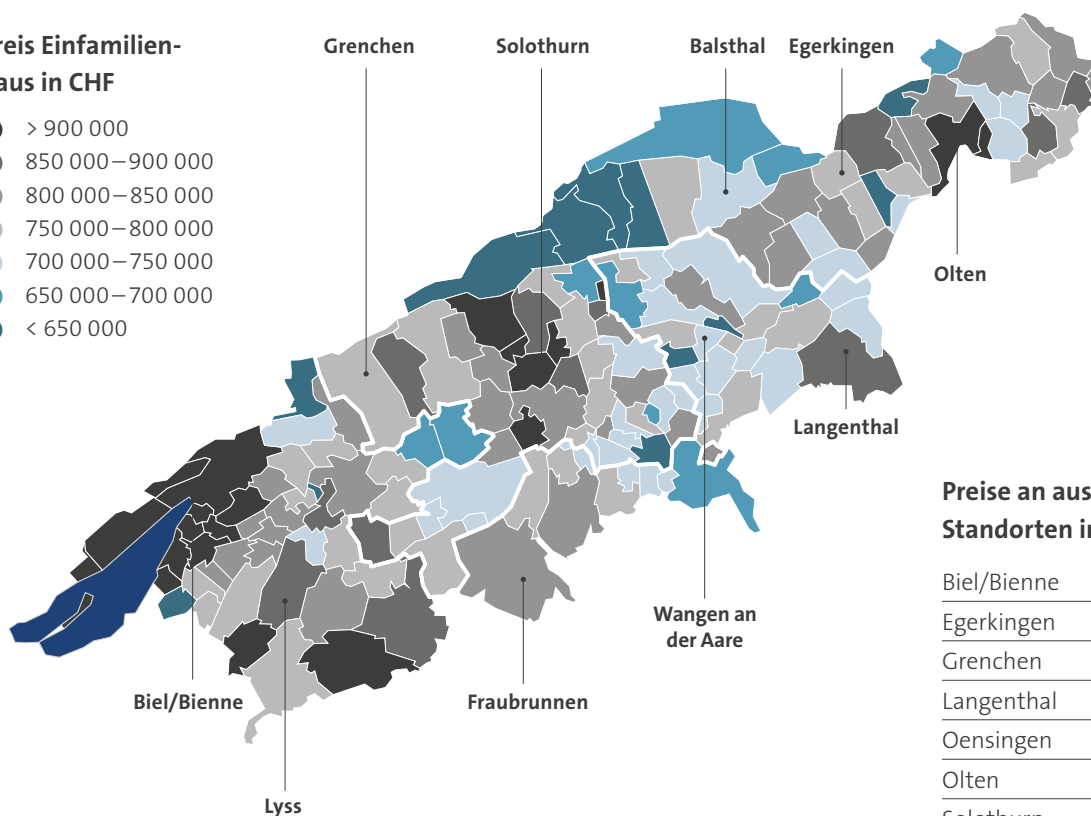 reis Einfamilien-
aus in CHF
> 900 000
850 000–900 000
800 000–850 000
750 000–800 000
700 000–750 000
650 000–700 000
< 650 000
Grenchen
Solothurn
Balsthal
Egerkingen
Olten
Langenthal
Wangen an
der Aare
Biel/Bienne
Fraubrunnen
Lyss
Preise an aus
Standorten in
Biel/Bienne
Egerkingen
Grenchen
Langenthal
Oensingen
Olten
Solothurn